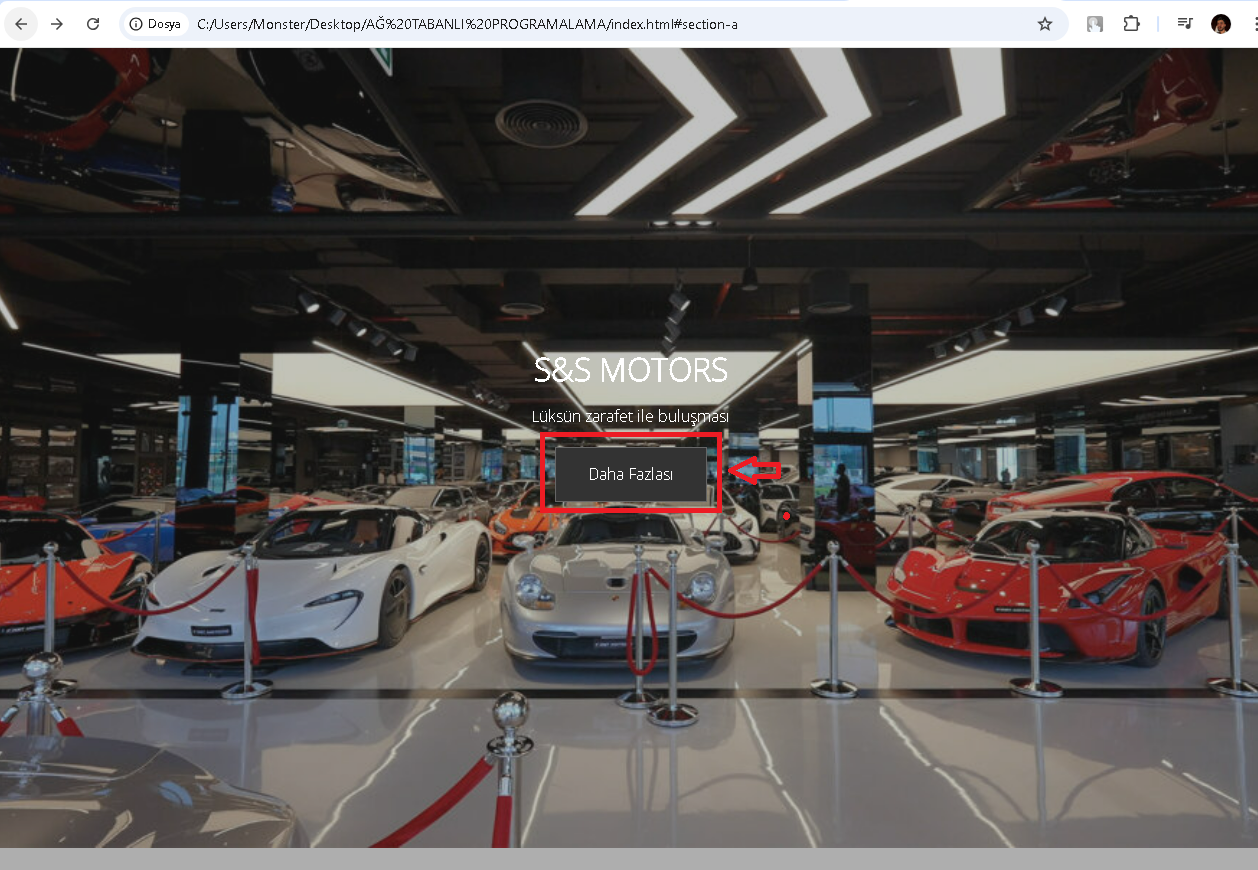 Dosya
C:/Users/Monster/Desktop/AĞ%20TABANLI%20PROGRAMALAMA/index.html#section-a
S&S MOTORS
Lüksün zarafet ile buluşması
Daha Fazlası